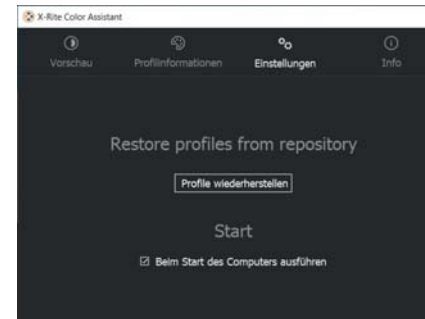 X-Rite Color Assistant
Vorschau Profilinformationen Einstellungen Info
Restore profiles from repository
Profile wiederherstellen
Start
Beim Start des Computers ausführen